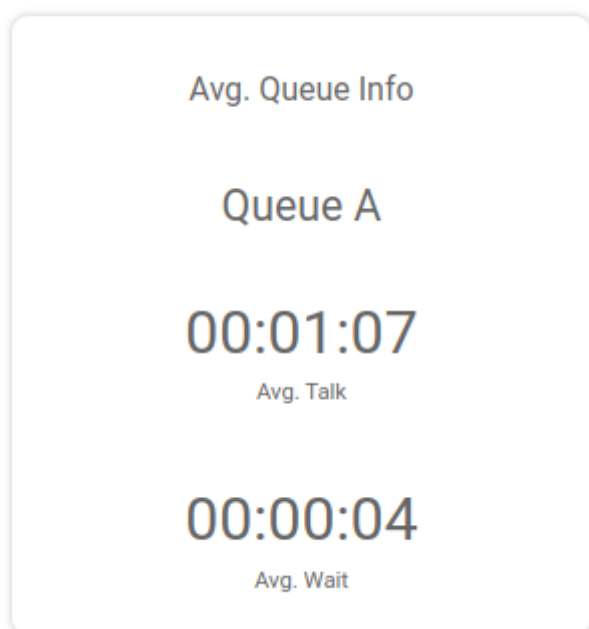 Avg. Queue Info
Queue A
00:01:07
Avg. Talk
00:00:04
Avg. Wait